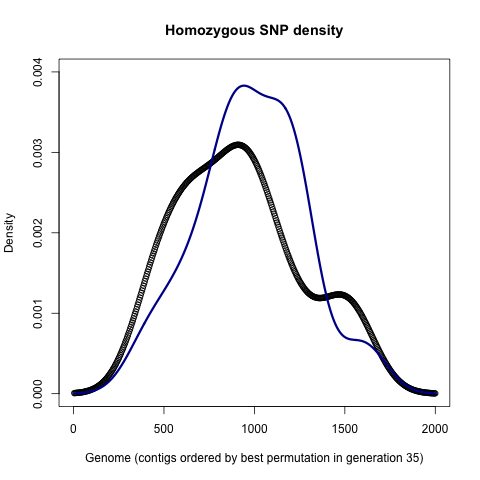 Homozygous SNP density
Density
0.004
0.003
0.002
0.001
0.000
0 500 1000 1500 2000
Genome (contigs ordered by best permutation in generation 35)